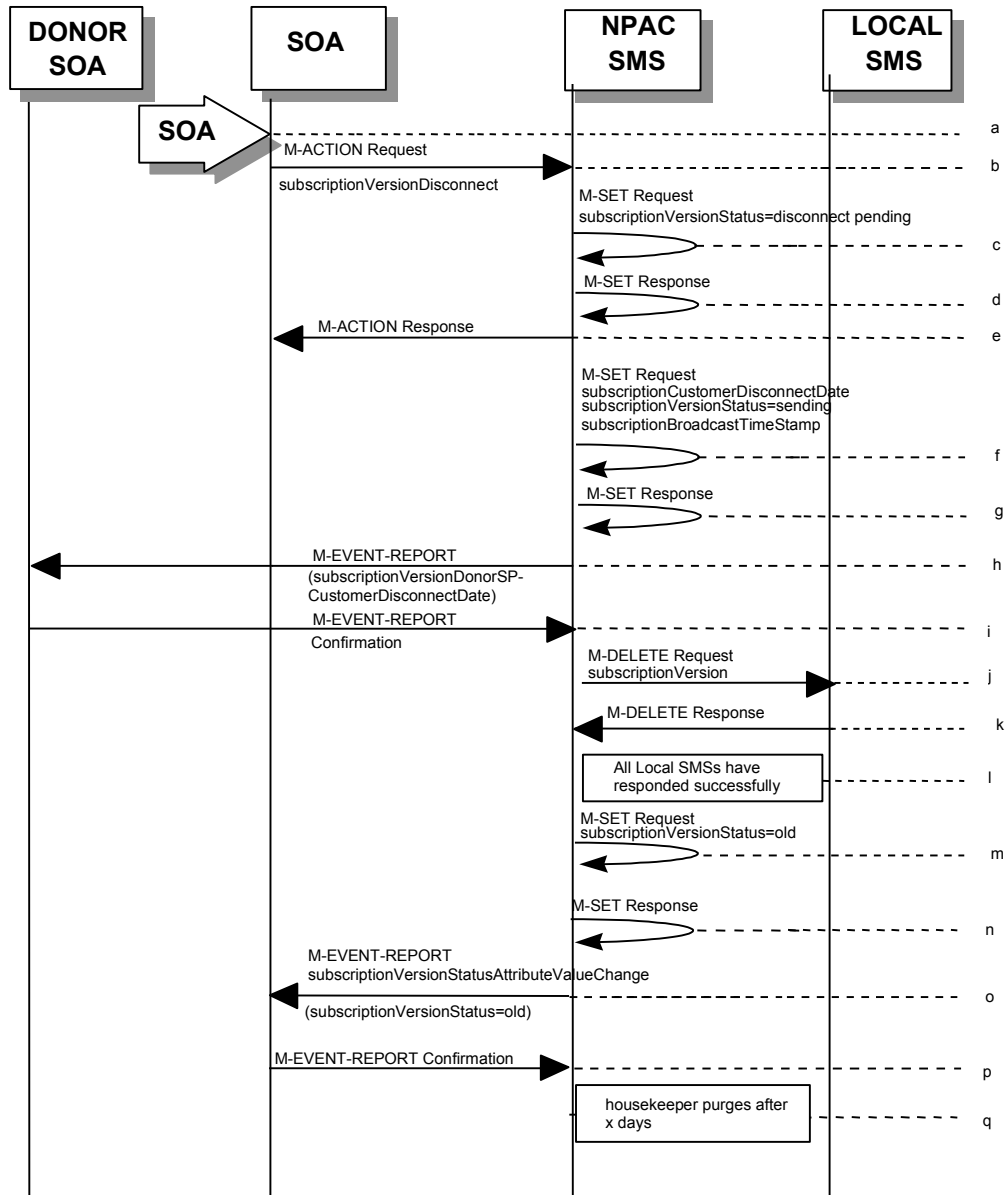 DONOR
SOA
SOA
NPAC
SMS
LOCAL
SMS
SOA
a
M-ACTION Request
b
subscriptionVersionDisconnect
M-SET Request
subscriptionVersionStatus=disconnect pending
c
M-SET Response
d
M-ACTION Response
e
M-SET Request
subscriptionCustomerDisconnectDate
subscriptionVersionStatus=sending
subscriptionBroadcastTimeStamp
f
M-SET Response
g
M-EVENT-REPORT
h
(subscriptionVersionDonorSP-
CustomerDisconnectDate)
M-EVENT-REPORT
i
Confirmation
M-DELETE Request
subscriptionVersion
j
M-DELETE Response
k
All Local SMSs have
responded successfully
l
M-SET Request
subscriptionVersionStatus=old
m
M-SET Response
n
M-EVENT-REPORT
subscriptionVersionStatusAttributeValueChange
o
(subscriptionVersionStatus=old)
M-EVENT-REPORT Confirmation
p
housekeeper purges after
x days
q